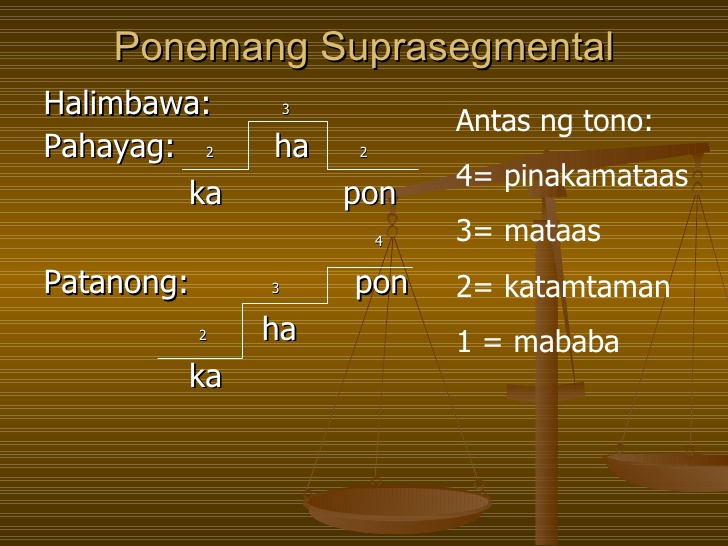 Ponemang Suprasegmental
Halimbawa: 3
Pahayag: 2 ha 2
ka pon
4
Patanong: 3 pon
2 ha
ka
Antas ng tono:
4= pinakamataas
3= mataas
2= katamtaman
1 = mababa